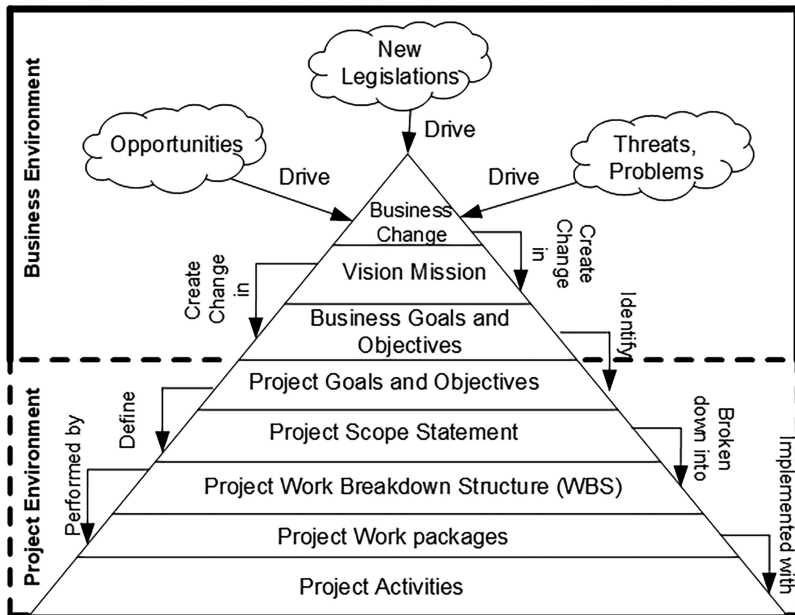 New
Legislations
Opportunities
Threats,
Problems
Drive
Drive
Drive
Business Environment
Business
Change
Create
Change
in
Vision Mission
Create
Change
in
Business Goals and
Objectives
Identify
Project Environment
Project Goals and Objectives
Define
Project Scope Statement
Broken
down into
Project Work Breakdown Structure (WBS)
Performed by
Project Work packages
Implemented with
Project Activities